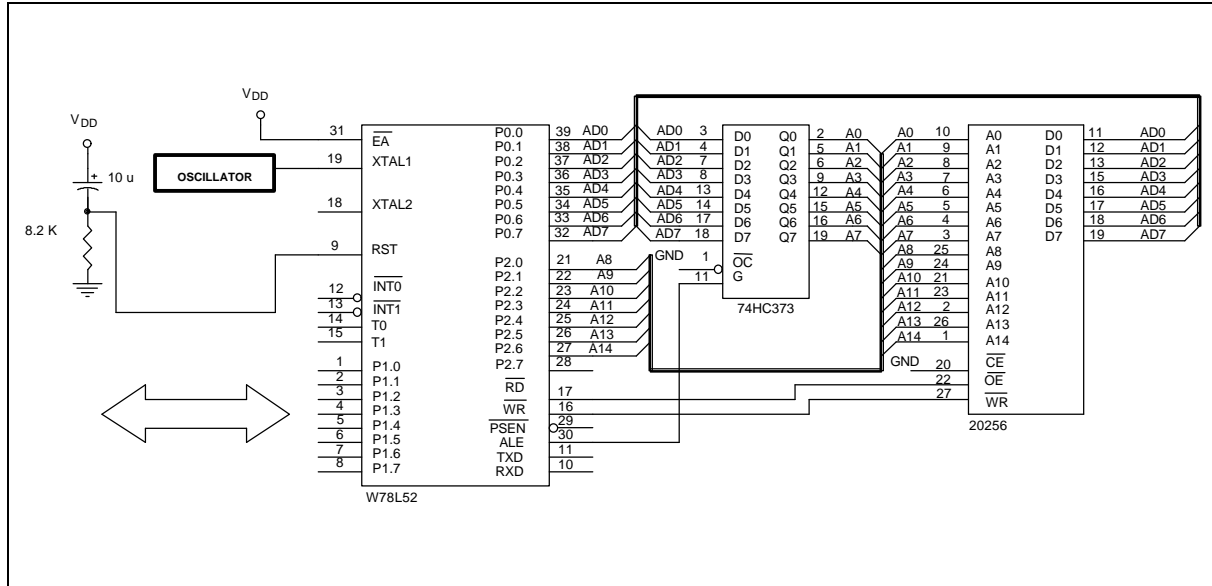 VDD
10 u
8.2 K
VDD
OSCILLATOR
31 EA
19 XTAL1
18 XTAL2
9 RST
12 INT0
13 INT1
14 T0
15 T1
1 P1.0
2 P1.1
3 P1.2
4 P1.3
5 P1.4
6 P1.5
7 P1.6
8 P1.7
P0.0 39 AD0
P0.1 38 AD1
P0.2 37 AD2
P0.3 36 AD3
P0.4 35 AD4
P0.5 34 AD5
P0.6 33 AD6
P0.7 32 AD7
P2.0 21 A8
P2.1 22 A9
P2.2 23 A10
P2.3 24 A11
P2.4 25 A12
P2.5 26 A13
P2.6 27 A14
P2.7 28
RD 17
WR 16
PSEN 29
ALE 30
TXD 11
RXD 10
W78L52
AD0 3 D0 Q0 2 A0
AD1 4 D1 Q1 5 A1
AD2 7 D2 Q2 6 A2
AD3 8 D3 Q3 9 A3
AD4 13 D4 Q4 12 A4
AD5 14 D5 Q5 15 A5
AD6 17 D6 Q6 16 A6
AD7 18 D7 Q7 19 A7
GND 1 OC
11 G
74HC373
A0 10 A0 D0 11 AD0
A1 9 A1 D1 12 AD1
A2 8 A2 D2 13 AD2
A3 7 A3 D3 15 AD3
A4 6 A4 D4 16 AD4
A5 5 A5 D5 17 AD5
A6 4 A6 D6 18 AD6
A7 3 A7 D7 19 AD7
A8 25 A8
A9 24 A9
A10 21 A10
A11 23 A11
A12 2 A12
A13 26 A13
A14 1 A14
GND 20 CE
22 OE
27 WR
20256